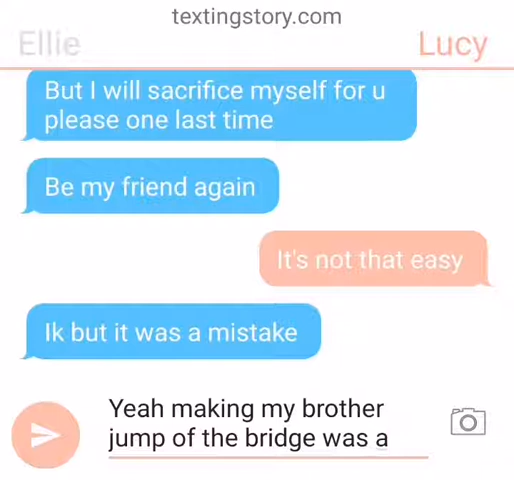 textingstory.com
Ellie
Lucy
But I will sacrifice myself for u
please one last time
Be my friend again
It's not that easy
Ik but it was a mistake
Yeah making my brother
jump of the bridge was a